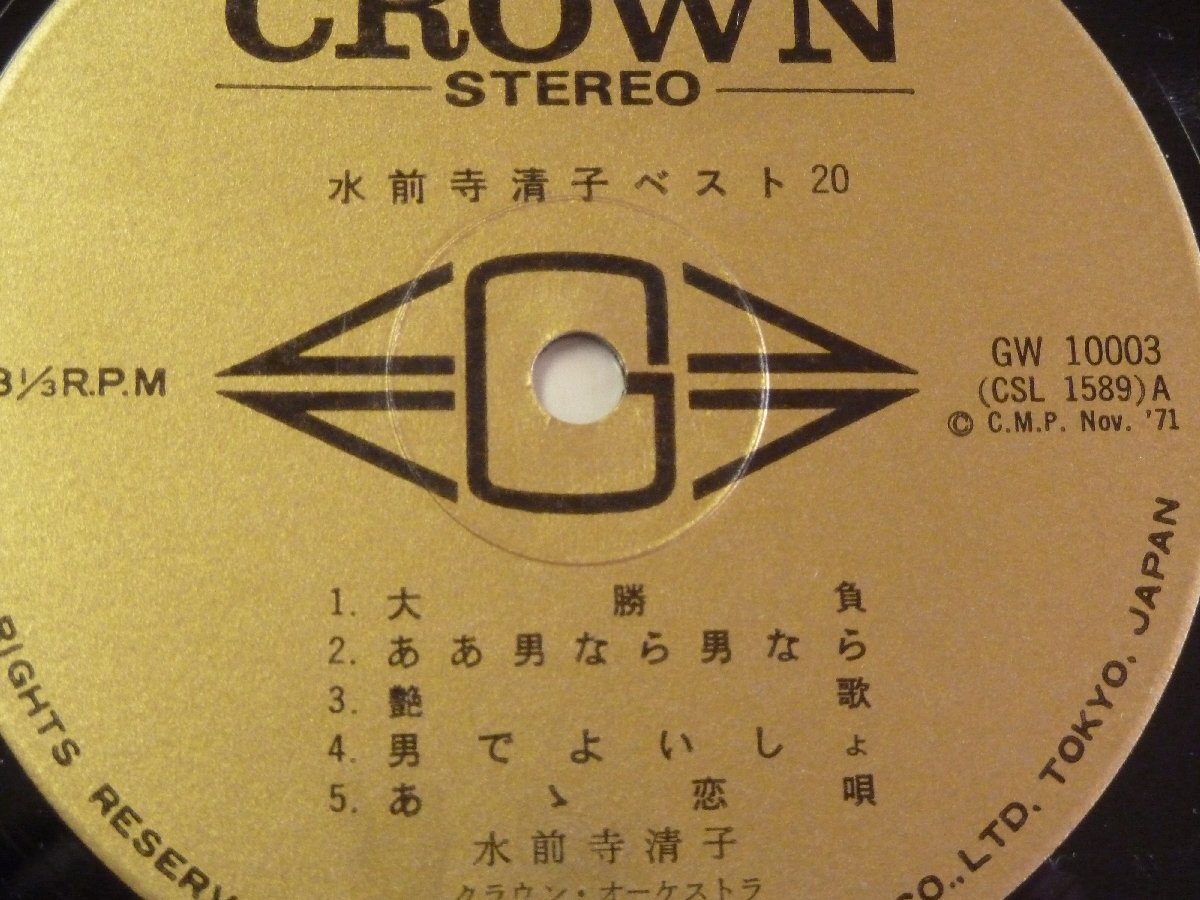 CROWN
STEREO
水前寺清子ベスト20
3 1/3 R.P.M
G
GW 10003
(CSL 1589)A
© C.M.P. Nov. '71
1. 大勝負
2. ああ男なら男なら
3. 艶歌
4. 男でよいしょ
5. あゝ恋唄
水前寺清子
クラウン・オーケストラ
RIGHTS RESERV
CO., LTD. TOKYO, JAPAN